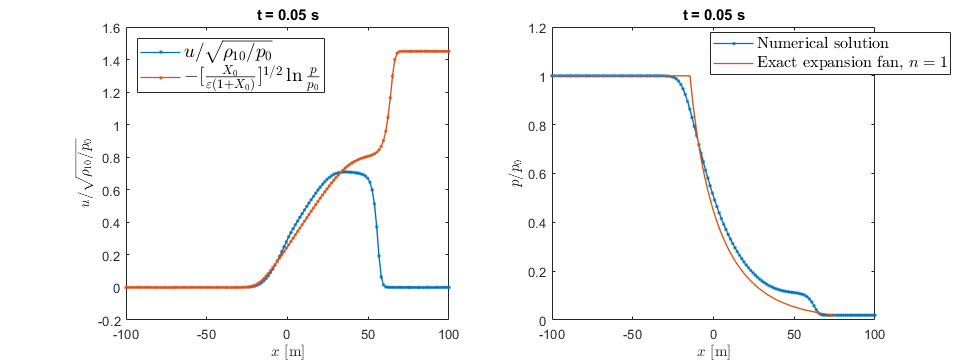 t = 0.05 s
1.6
1.4
1.2
1
0.8
0.6
0.4
0.2
0
-0.2
u/√ρ₁₀/p₀
u/√ρ₁₀/p₀
−[X₀/ε(1+X₀)]^{1/2} ln p/p₀
-100
-50
0
50
100
x [m]
t = 0.05 s
1.2
1
0.8
0.6
0.4
0.2
0
p/p₀
Numerical solution
Exact expansion fan, n = 1
-100
-50
0
50
100
x [m]